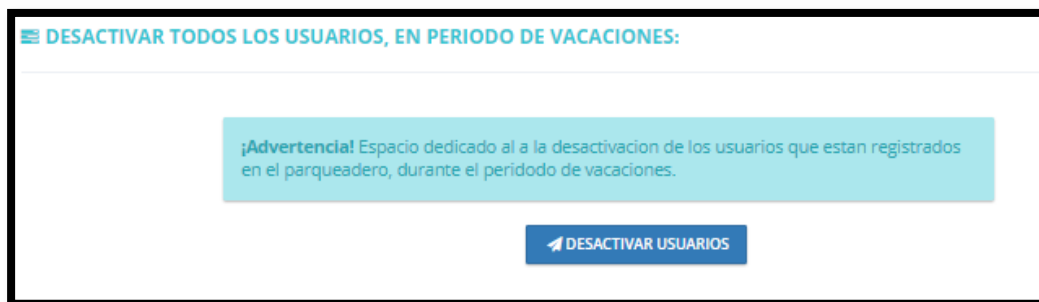 DESACTIVAR TODOS LOS USUARIOS, EN PERIODO DE VACACIONES:
¡Advertencia! Espacio dedicado al a la desactivacion de los usuarios que estan registrados
en el parqueadero, durante el peridodo de vacaciones.
DESACTIVAR USUARIOS